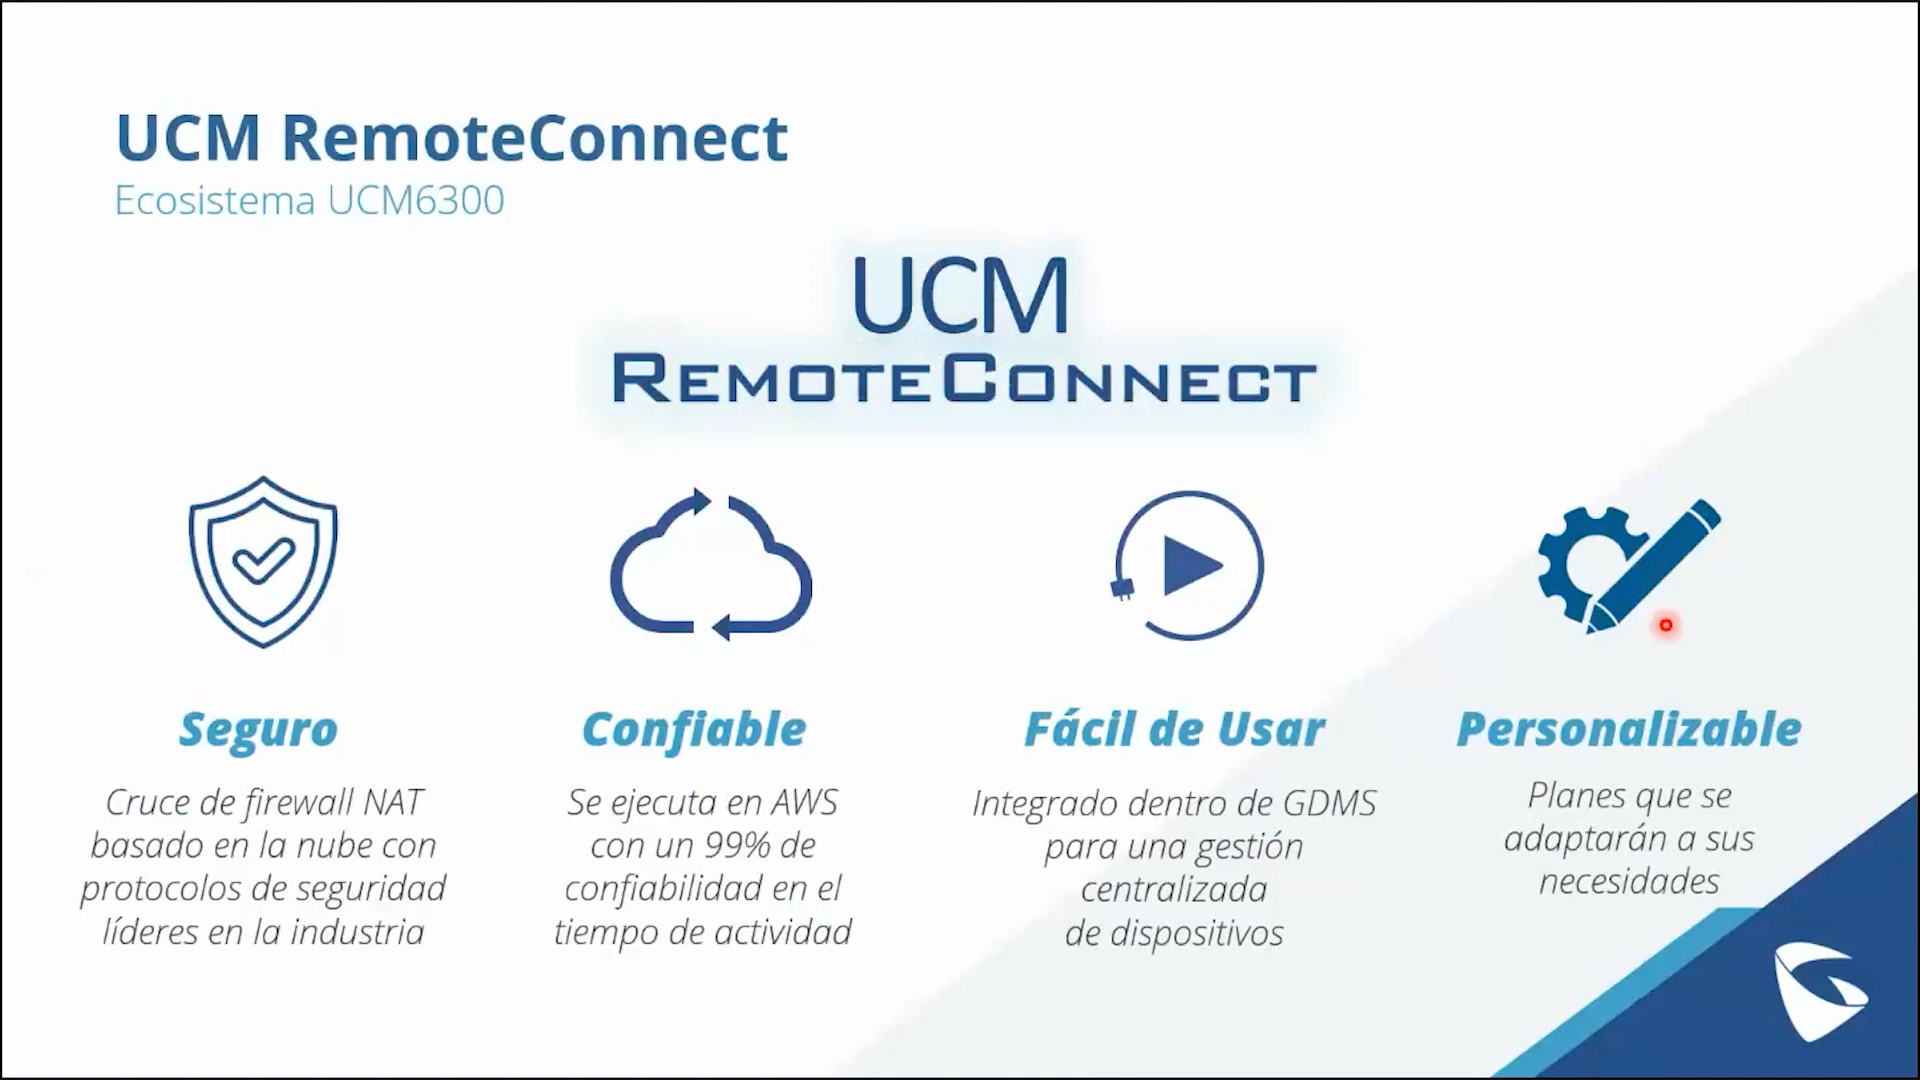 UCM RemoteConnect
Ecosistema UCM6300
UCM
REMOTECONNECT
Seguro
Cruce de firewall NAT
basado en la nube con
protocolos de seguridad
líderes en la industria
Confiable
Se ejecuta en AWS
con un 99% de
confiabilidad en el
tiempo de actividad
Fácil de Usar
Integrado dentro de GDMS
para una gestión
centralizada
de dispositivos
Personalizable
Planes que se
adaptarán a sus
necesidades